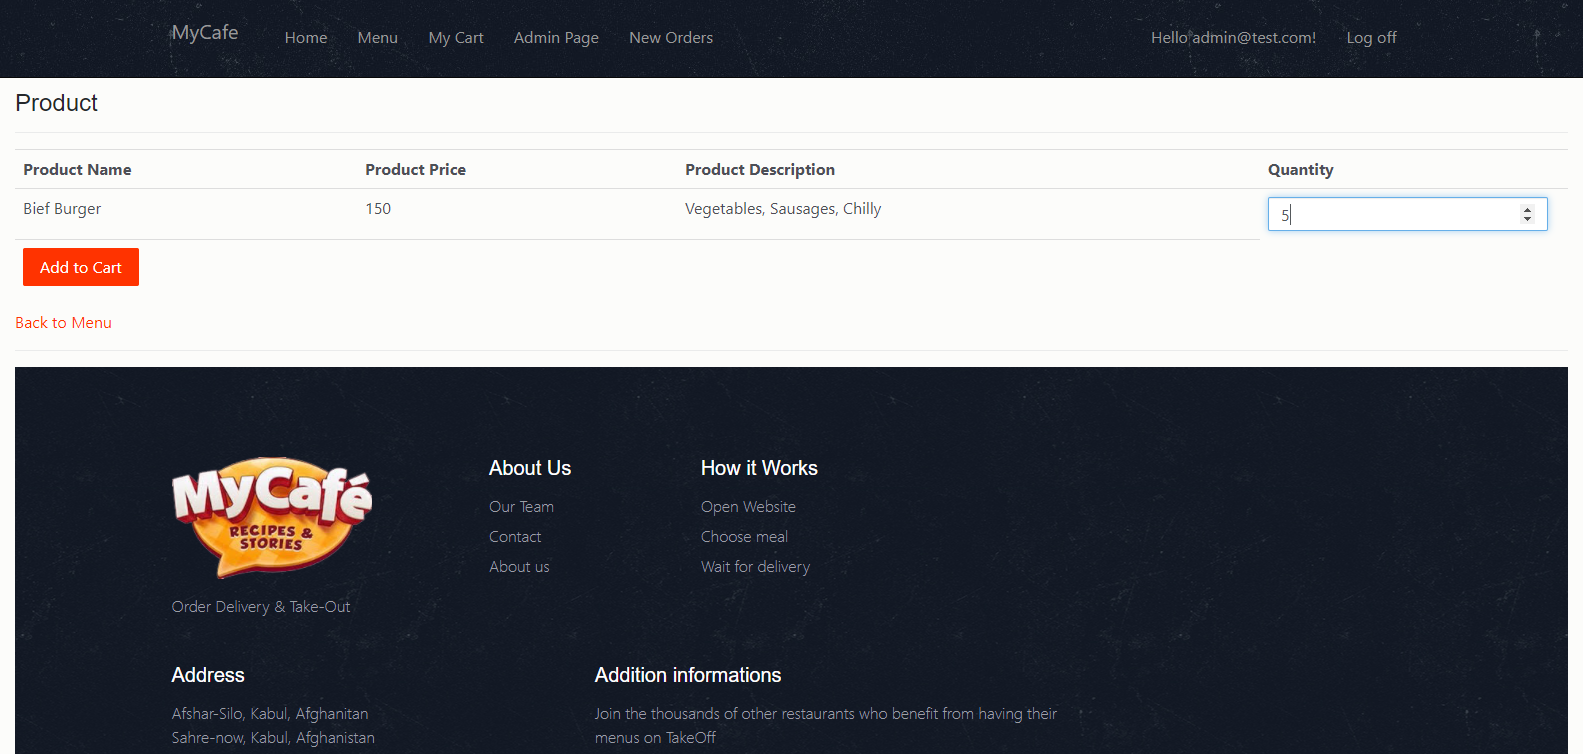 MyCafe Home Menu My Cart Admin Page New Orders Hello admin@test.com! Log off
Product
Product Name Product Price Product Description Quantity
Bief Burger 150 Vegetables, Sausages, Chilly 5
Add to Cart
Back to Menu
MyCafé
RECIPES &
STORIES
Order Delivery & Take-Out
About Us
Our Team
Contact
About us
How it Works
Open Website
Choose meal
Wait for delivery
Address
Afshar-Silo, Kabul, Afghanitan
Sahre-now, Kabul, Afghanistan
Addition informations
Join the thousands of other restaurants who benefit from having their
menus on TakeOff